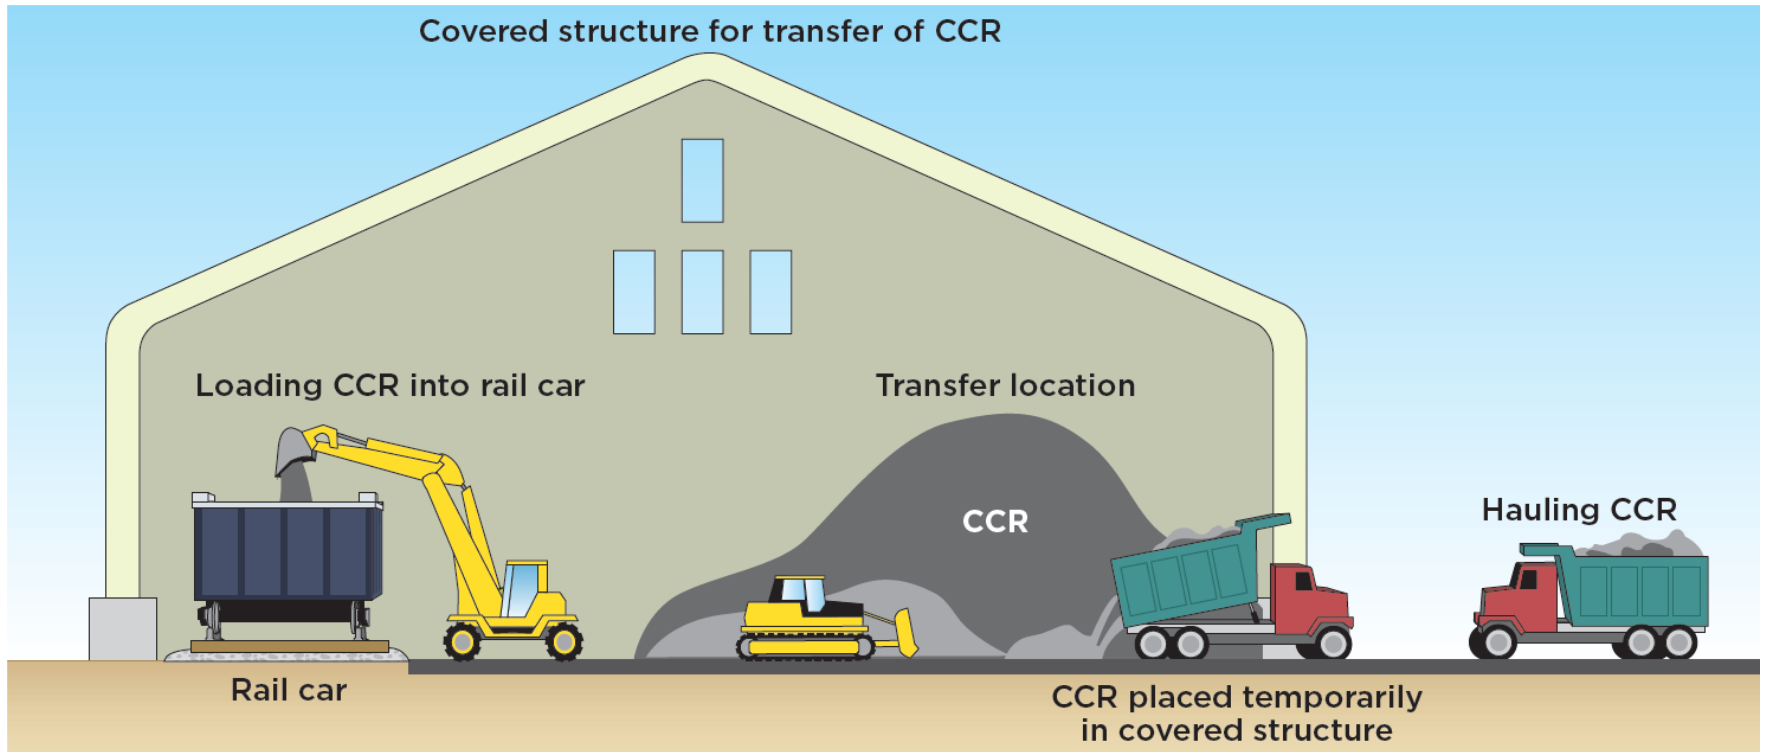 Covered structure for transfer of CCR
Loading CCR into rail car
Transfer location
CCR
Hauling CCR
Rail car
CCR placed temporarily
in covered structure